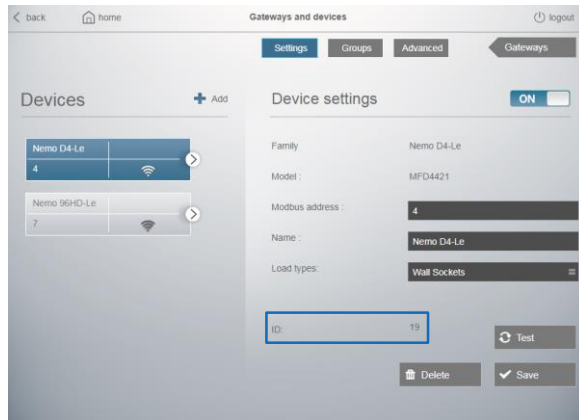 back home Gateways and devices logout
Settings Groups Advanced Gateways
Devices Add Device settings ON
Nemo D4-Le
4
Nemo 96HD-Le
7
Family Nemo D4-Le
Model : MFD4421
Modbus address : 4
Name : Nemo D4-Le
Load types: Wall Sockets
ID: 19
Test
Delete Save